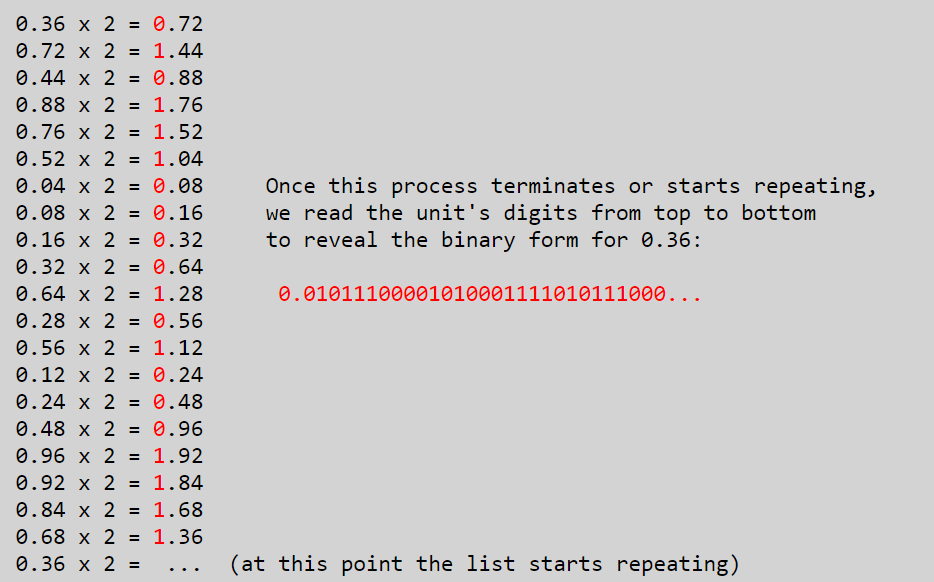 0.36 x 2 = 0.72
0.72 x 2 = 1.44
0.44 x 2 = 0.88
0.88 x 2 = 1.76
0.76 x 2 = 1.52
0.52 x 2 = 1.04
0.04 x 2 = 0.08 Once this process terminates or starts repeating,
0.08 x 2 = 0.16 we read the unit's digits from top to bottom
0.16 x 2 = 0.32 to reveal the binary form for 0.36:
0.32 x 2 = 0.64
0.64 x 2 = 1.28 0.01011100001010001111010111000...
0.28 x 2 = 0.56
0.56 x 2 = 1.12
0.12 x 2 = 0.24
0.24 x 2 = 0.48
0.48 x 2 = 0.96
0.96 x 2 = 1.92
0.92 x 2 = 1.84
0.84 x 2 = 1.68
0.68 x 2 = 1.36
0.36 x 2 = ... (at this point the list starts repeating)